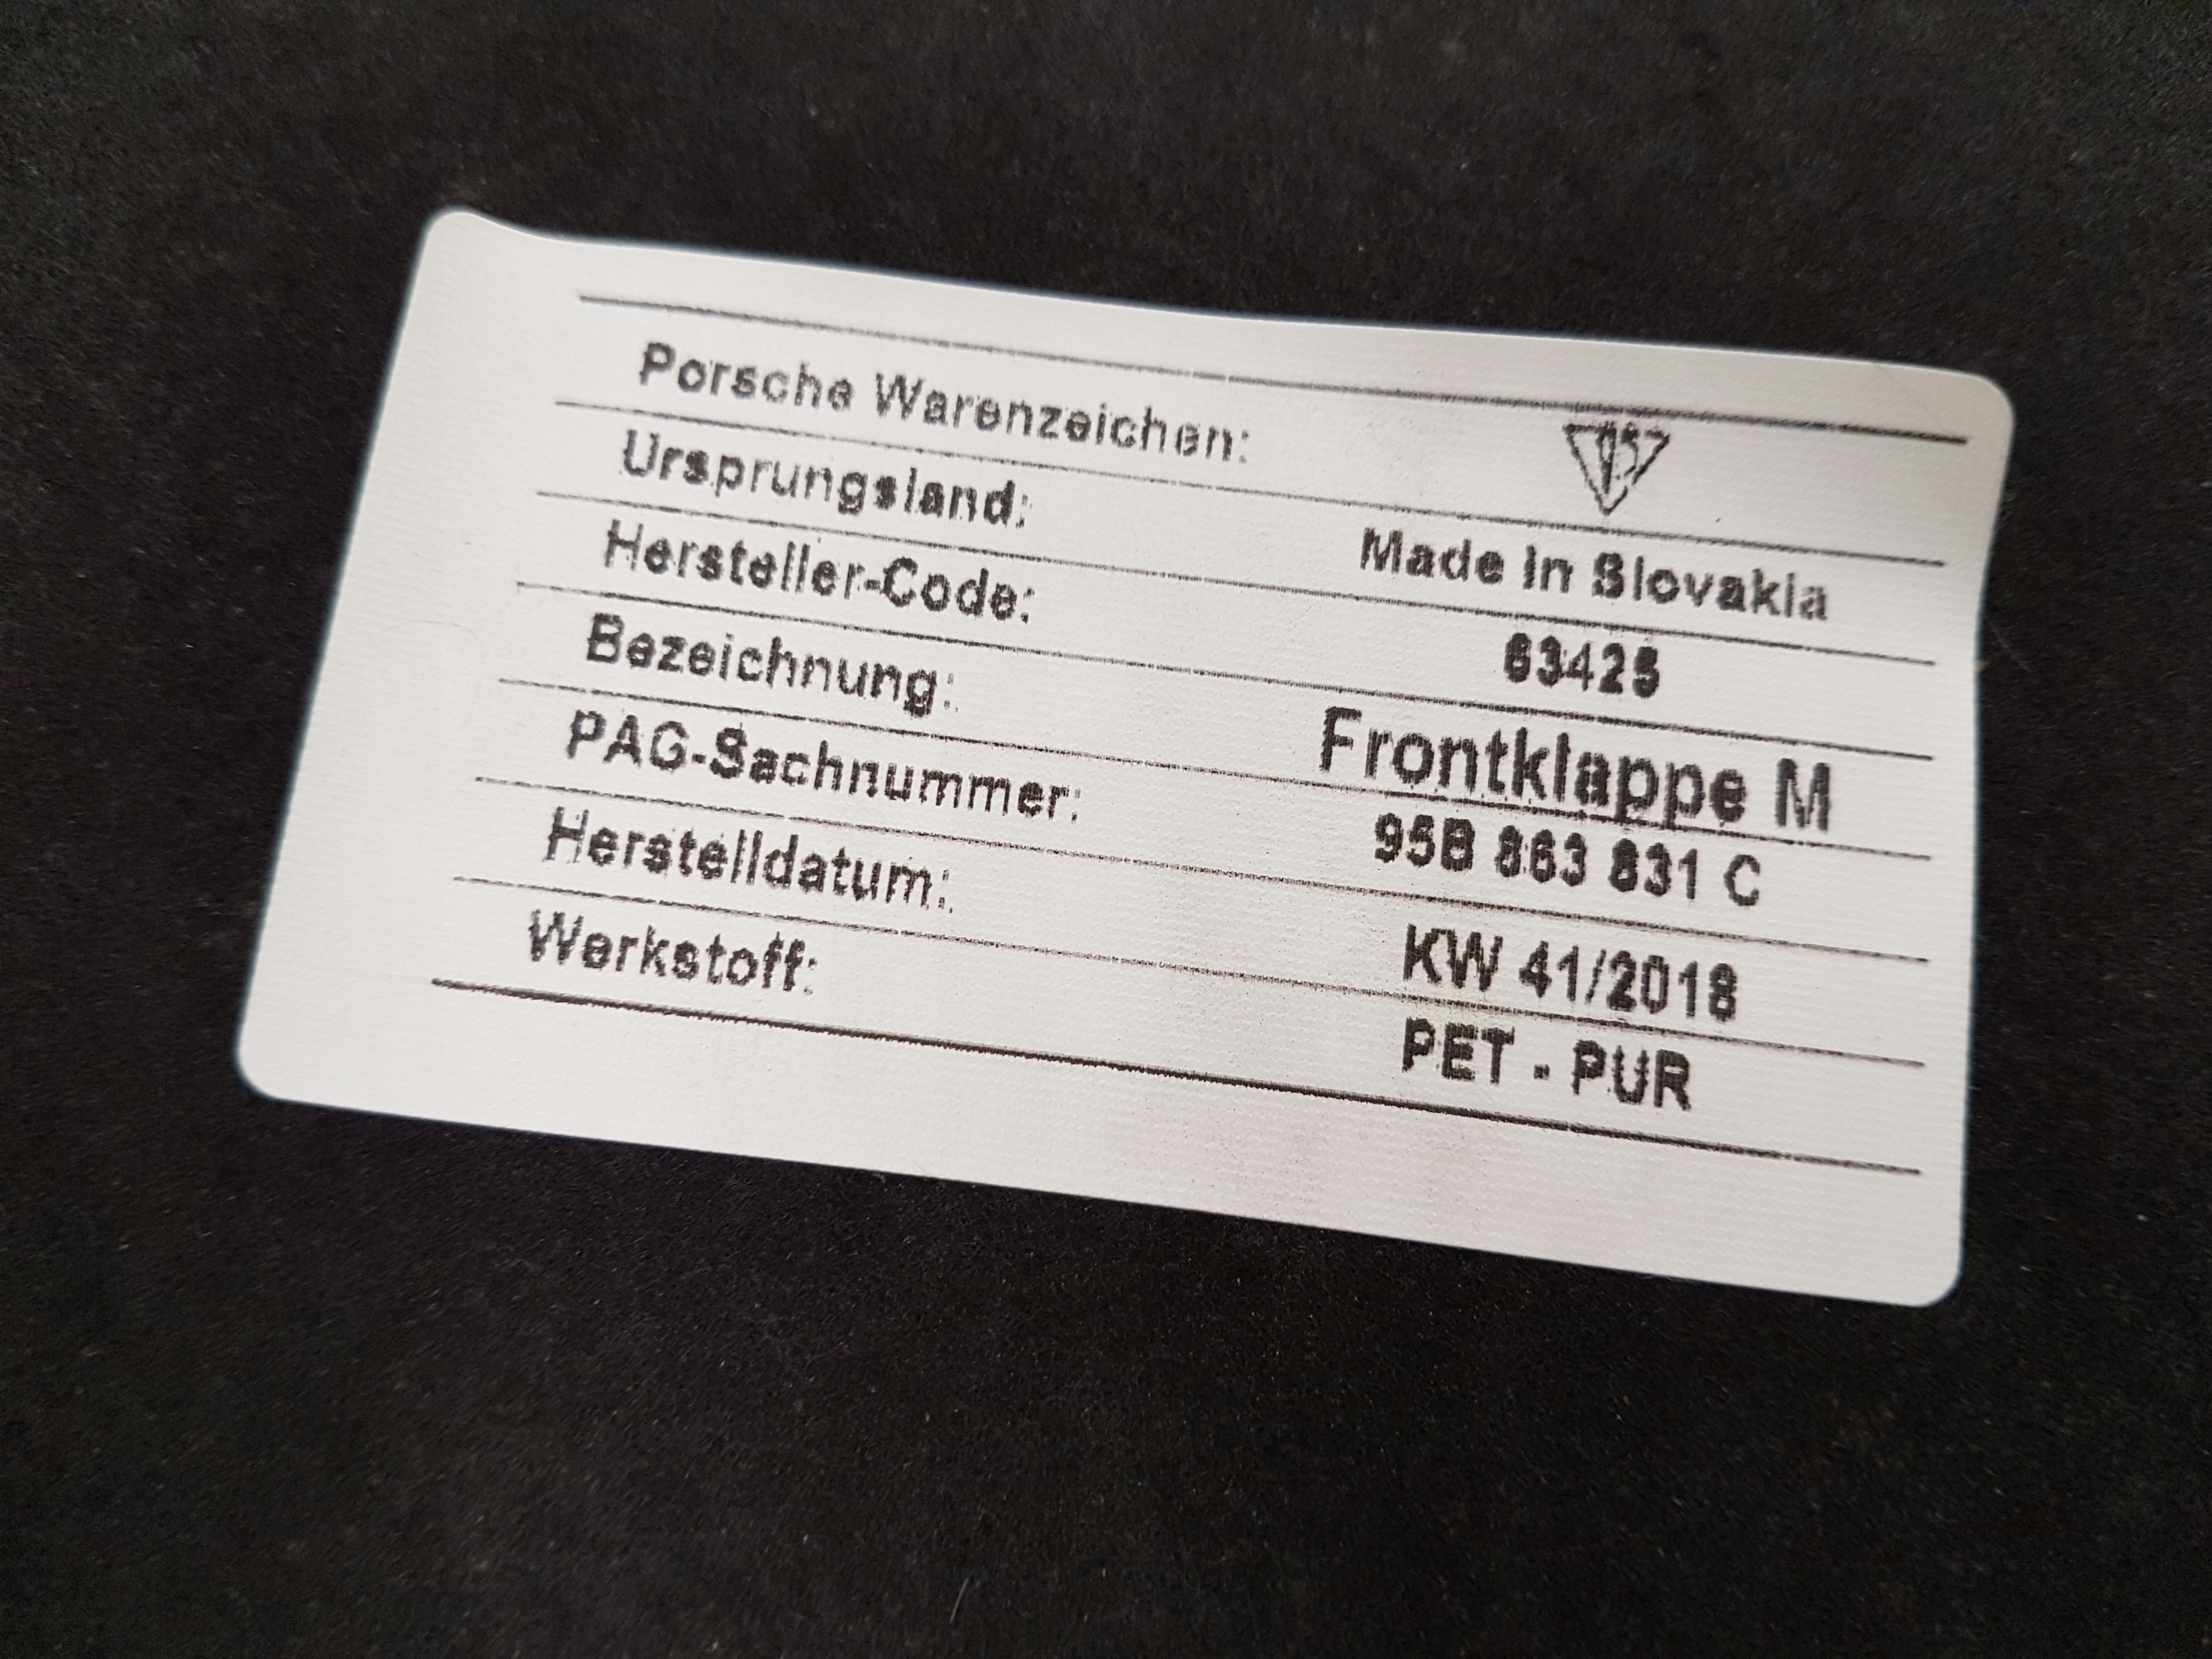 Porsche Warenzeichen:
Ursprungsland: Made in Slovakia
Hersteller-Code: 63425
Bezeichnung: Frontklappe M
PAG-Sachnummer: 95B 863 831 C
Herstelldatum: KW 41/2018
Werkstoff: PET - PUR